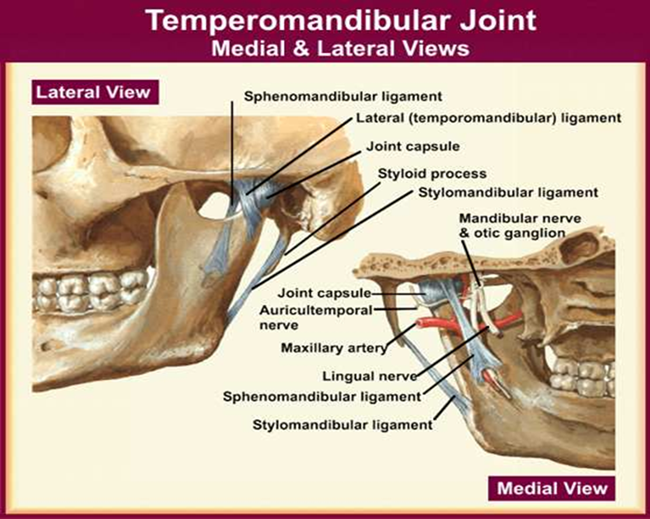 Temperomandibular Joint
Medial & Lateral Views
Lateral View
Sphenomandibular ligament
Lateral (temporomandibular) ligament
Joint capsule
Styloid process
Stylomandibular ligament
Mandibular nerve
& otic ganglion
Joint capsule
Auricultemporal
nerve
Maxillary artery
Lingual nerve
Sphenomandibular ligament
Stylomandibular ligament
Medial View